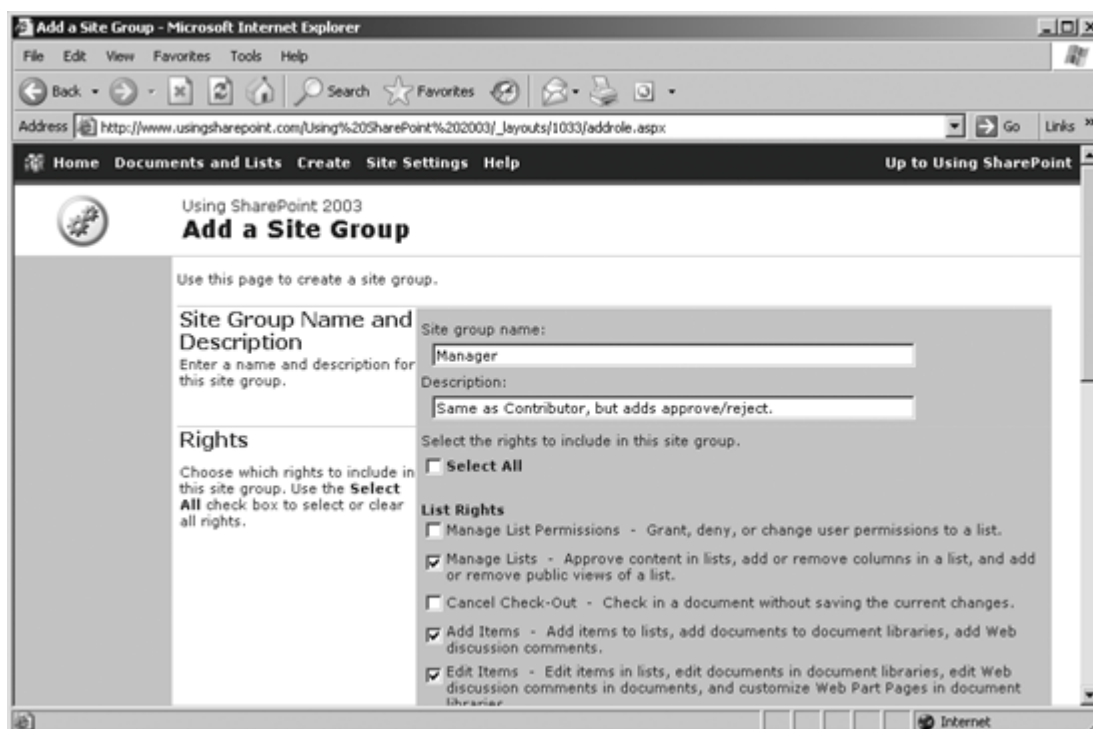 Add a Site Group - Microsoft Internet Explorer
File Edit View Favorites Tools Help
Back Search Favorites
Address http://www.usingsharepoint.com/Using%20SharePoint%202003/_layouts/1033/addrole.aspx Go Links »
Home Documents and Lists Create Site Settings Help Up to Using SharePoint
Using SharePoint 2003
Add a Site Group
Use this page to create a site group.
Site Group Name and
Description
Enter a name and description for
this site group.
Site group name:
Manager
Description:
Same as Contributor, but adds approve/reject.
Rights
Choose which rights to include in
this site group. Use the Select
All check box to select or clear
all rights.
Select the rights to include in this site group.
Select All
List Rights
Manage List Permissions - Grant, deny, or change user permissions to a list.
Manage Lists - Approve content in lists, add or remove columns in a list, and add
or remove public views of a list.
Cancel Check-Out - Check in a document without saving the current changes.
Add Items - Add items to lists, add documents to document libraries, add Web
discussion comments.
Edit Items - Edit items in lists, edit documents in document libraries, edit Web
discussion comments in documents, and customize Web Part Pages in document
libraries.
Internet